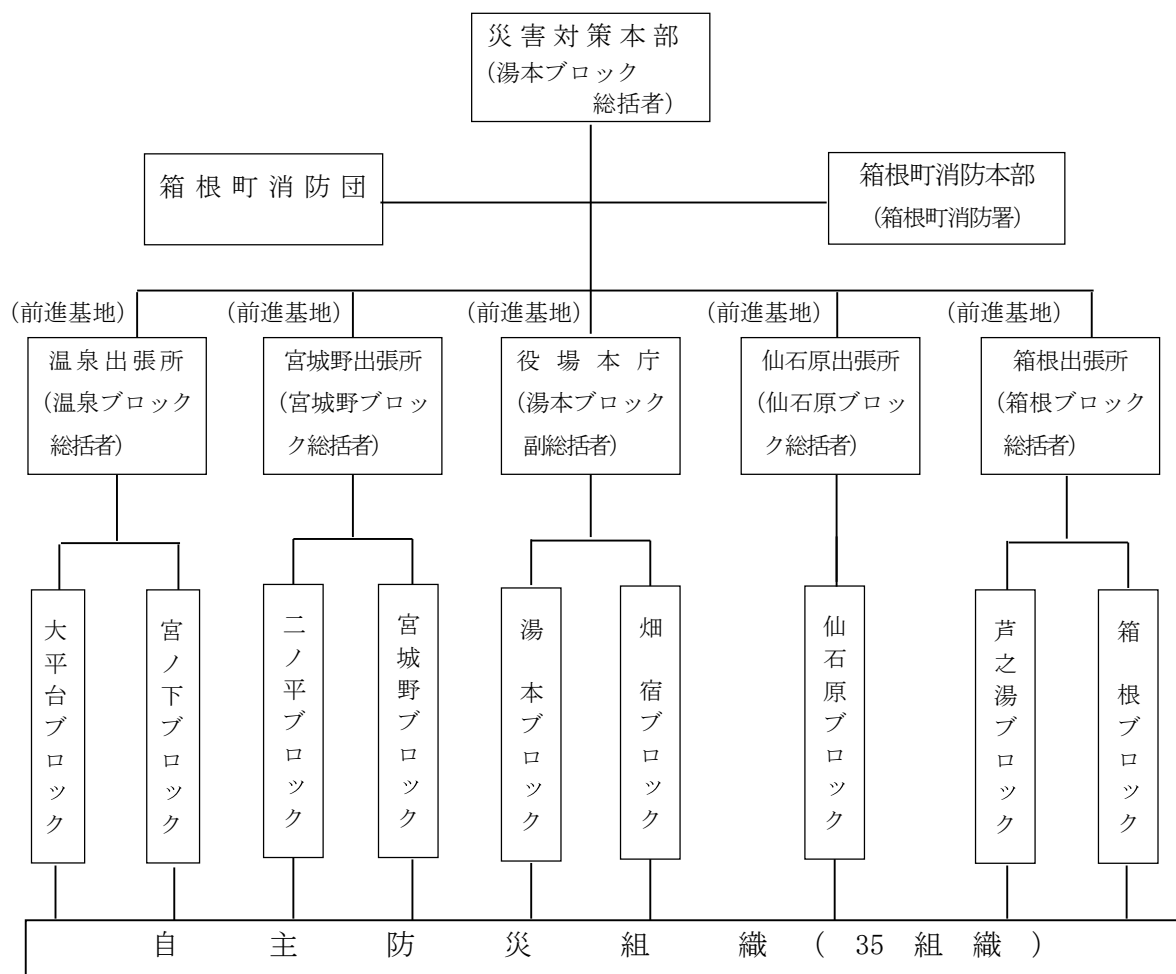 災害対策本部
(湯本ブロック
総括者)
箱根町消防団
箱根町消防本部
(箱根町消防署)
(前進基地)
(前進基地)
(前進基地)
(前進基地)
(前進基地)
温泉出張所
(温泉ブロック
総括者)
宮城野出張所
(宮城野ブロッ
ク総括者)
役場本庁
(湯本ブロック
副総括者)
仙石原出張所
(仙石原ブロッ
ク総括者)
箱根出張所
(箱根ブロック
総括者)
大平台ブロック
宮ノ下ブロック
二ノ平ブロック
宮城野ブロック
湯本ブロック
畑宿ブロック
仙石原ブロック
芦之湯ブロック
箱根ブロック
自主防災組織(35組織)